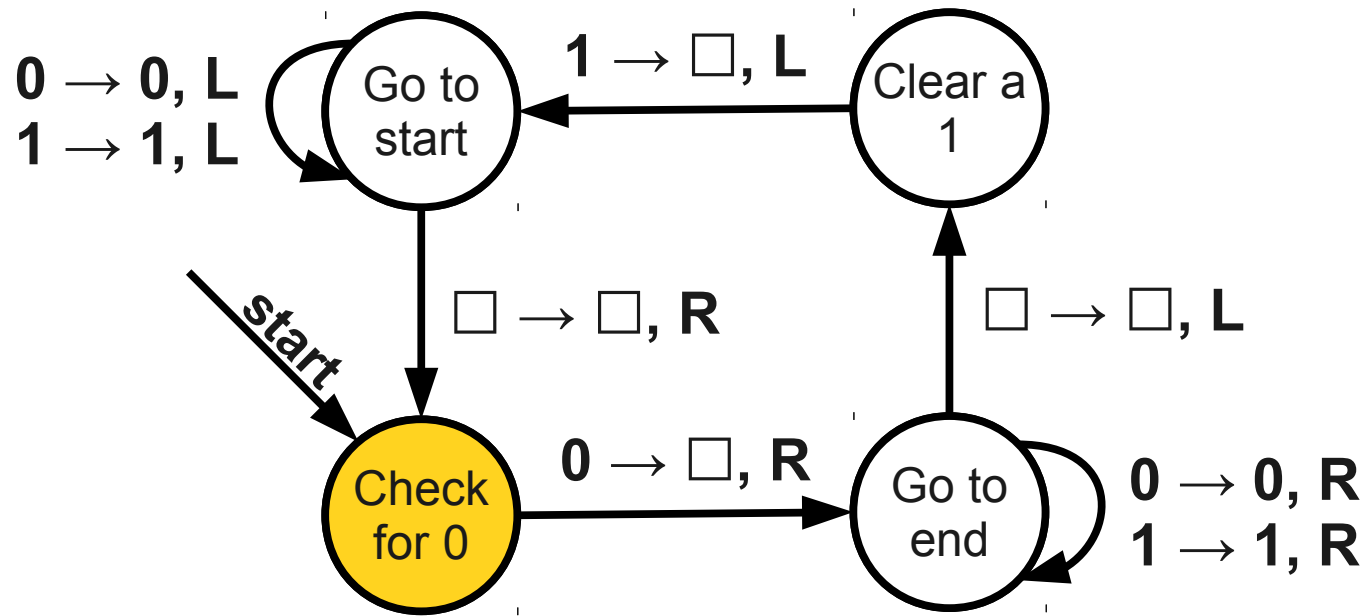 0 → 0, L
1 → 1, L
Go to
start
1 → □, L
Clear a
1
start
□ → □, R
□ → □, L
Check
for 0
0 → □, R
Go to
end
0 → 0, R
1 → 1, R